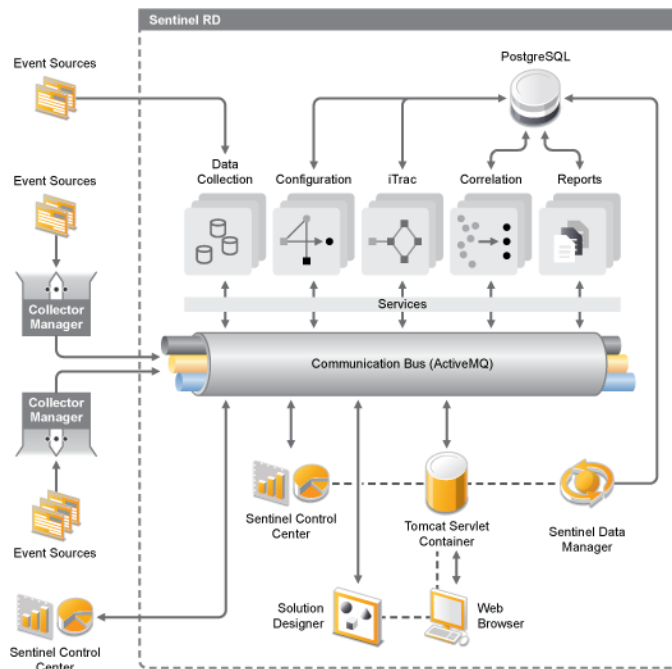 Sentinel RD
Event Sources
PostgreSQL
Data
Collection
Configuration
iTrac
Correlation
Reports
Event Sources
Collector
Manager
Services
Communication Bus (ActiveMQ)
Collector
Manager
Event Sources
Sentinel Control
Center
Tomcat Servlet
Container
Sentinel Data
Manager
Solution
Designer
Web
Browser
Sentinel Control
Center